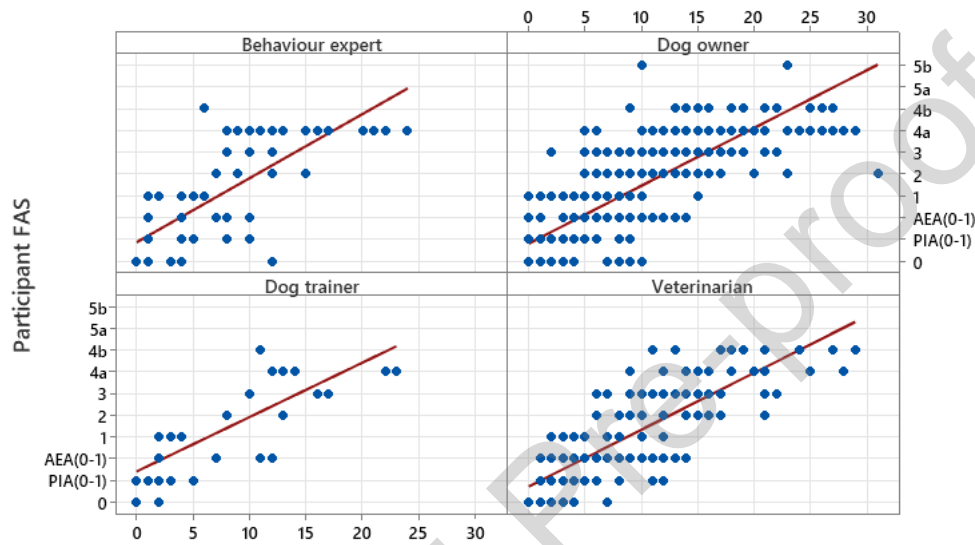 0 5 10 15 20 25 30
Behaviour expert Dog owner
5b
5a
4b
4a
3
2
1
AEA(0-1)
PIA(0-1)
0
Participant FAS
Dog trainer Veterinarian
5b
5a
4b
4a
3
2
1
AEA(0-1)
PIA(0-1)
0
0 5 10 15 20 25 30
Pre-proof